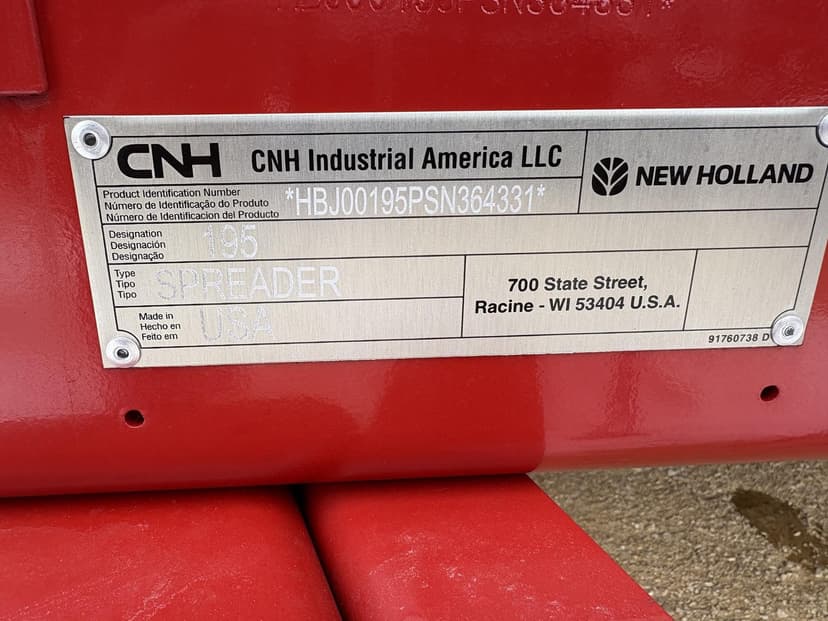 CNH CNH Industrial America LLC
NEW HOLLAND
Product Identification Number
Número de Identificação do Produto
Número de Identificacion del Producto
*HBJ00195PSN364331*
Designation
Designación
Designação
195
Type
Tipo
Tipo
SPREADER
Made in
Hecho en
Feito em
USA
700 State Street,
Racine - WI 53404 U.S.A.
91760738 D